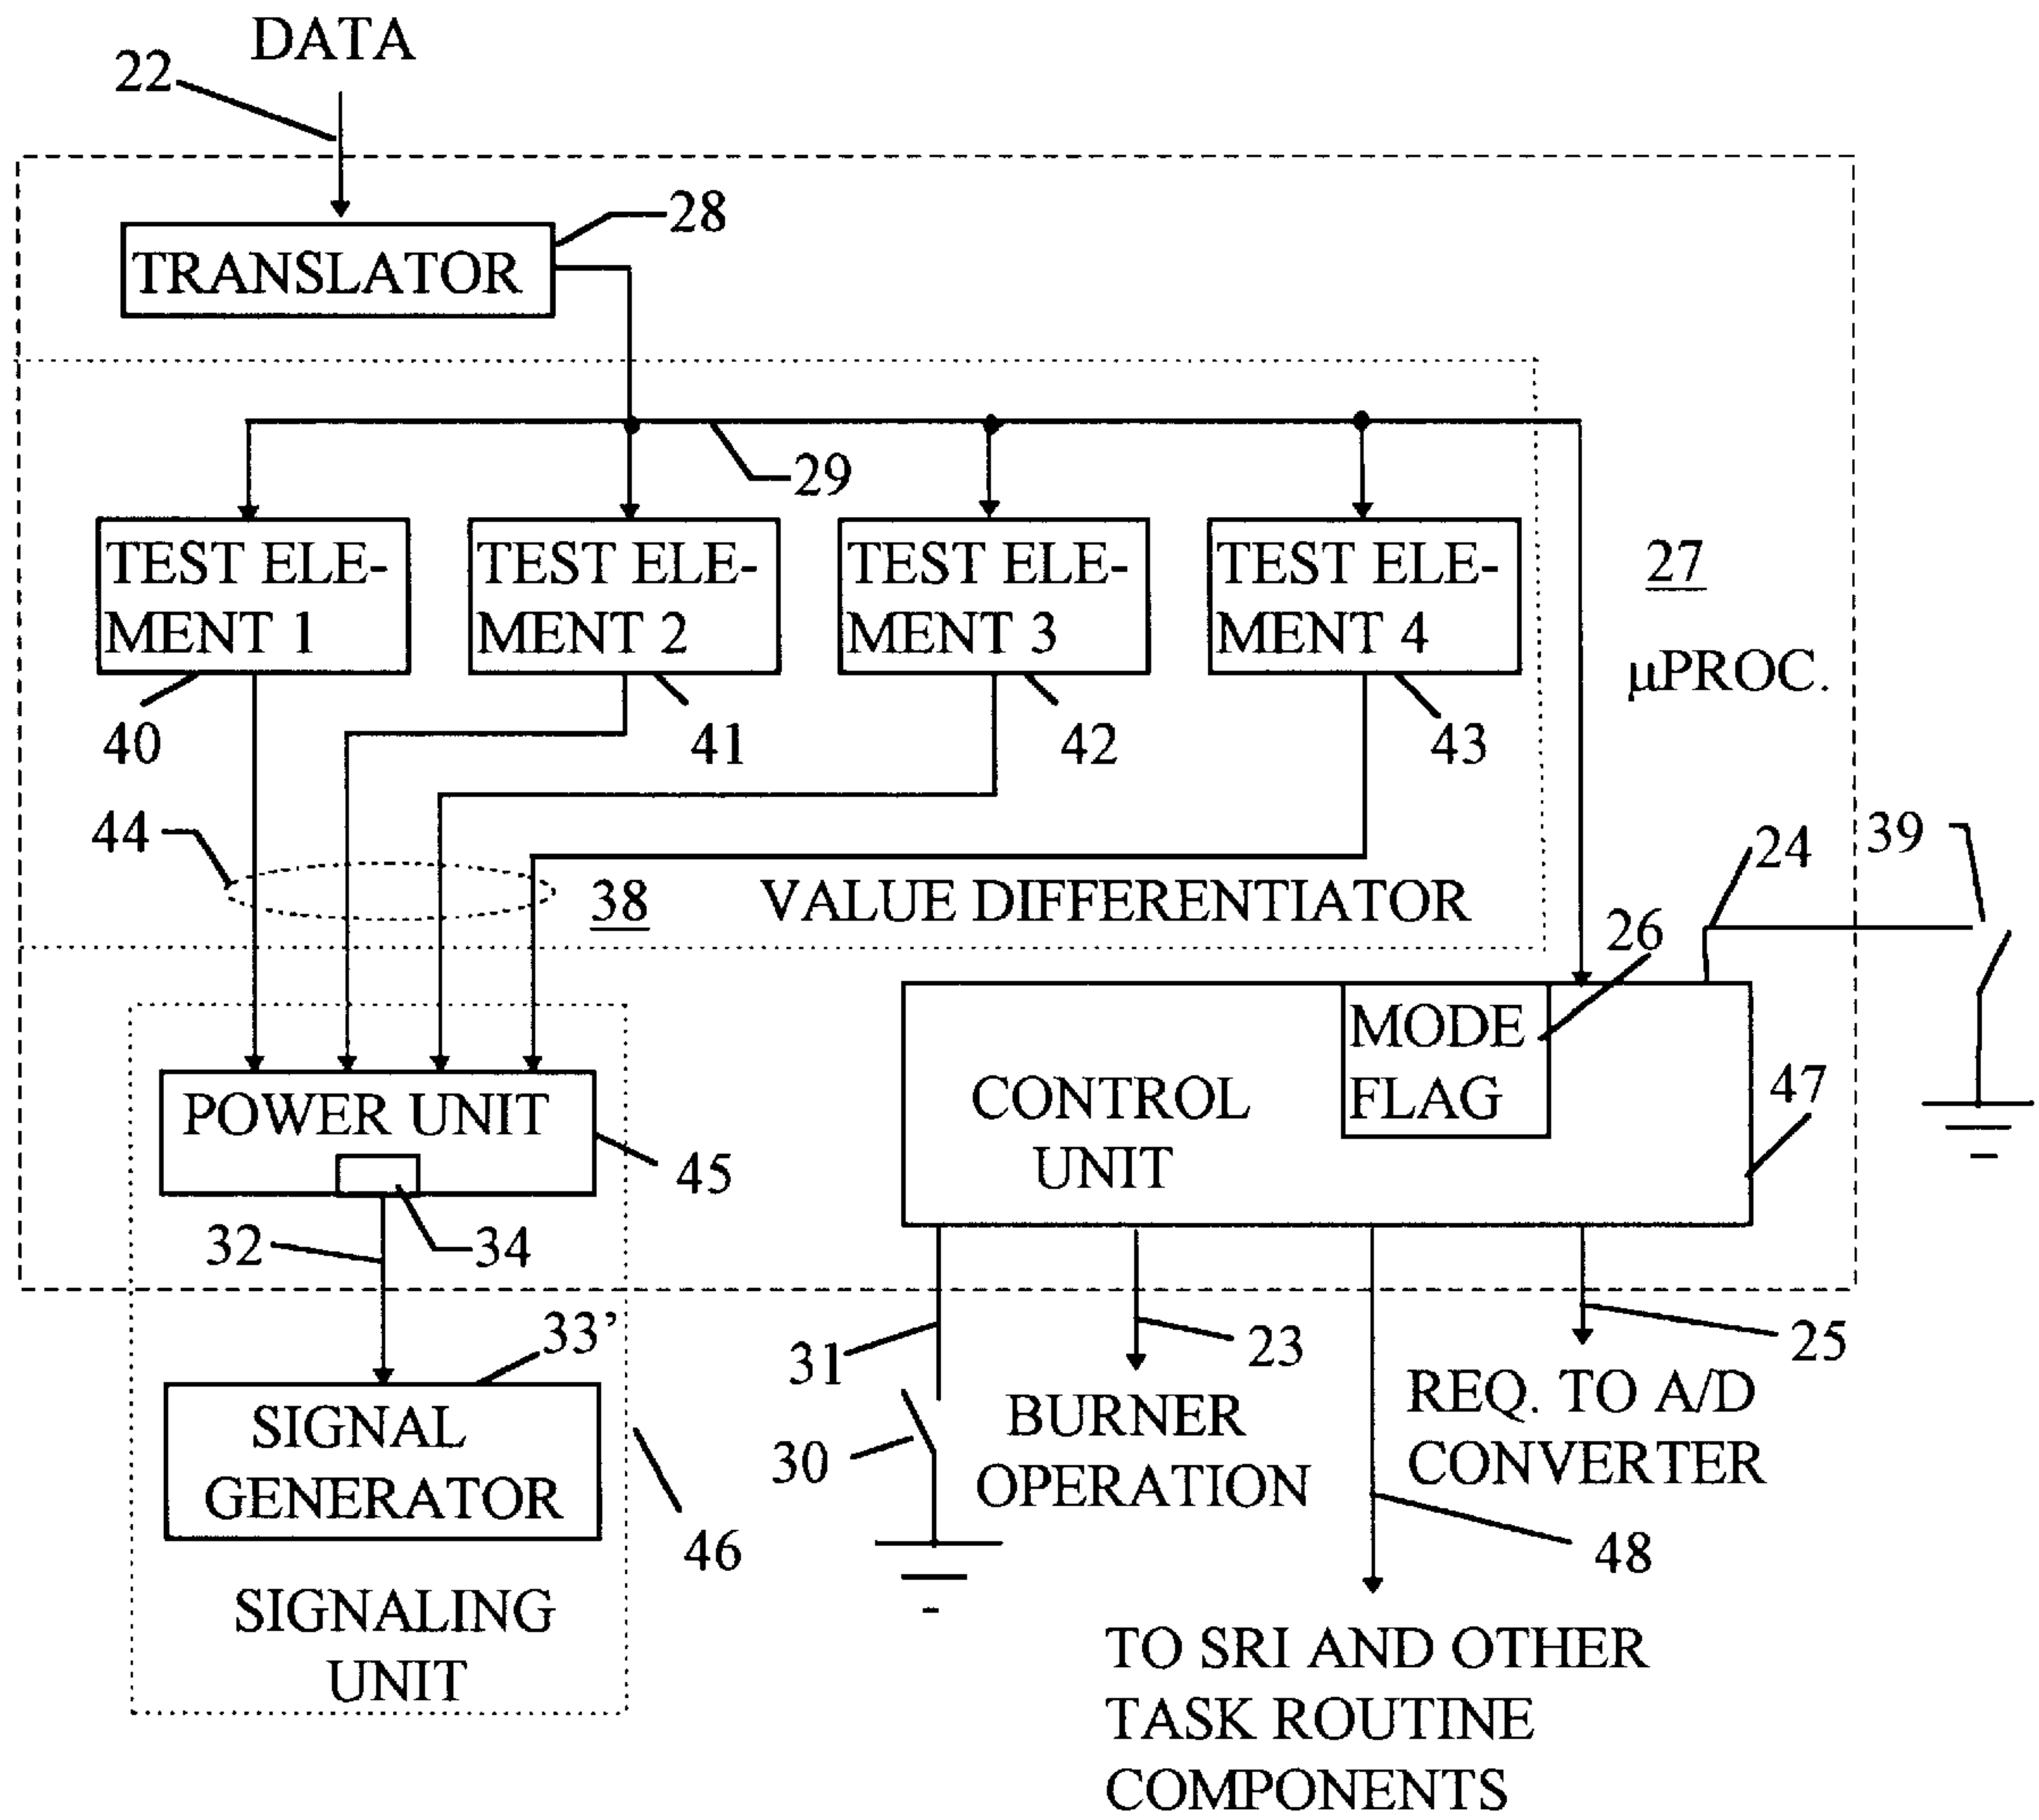 DATA
22
28
TRANSLATOR
29
TEST ELE-
MENT 1
TEST ELE-
MENT 2
TEST ELE-
MENT 3
TEST ELE-
MENT 4
27
μPROC.
40
41
42
43
44
38
VALUE DIFFERENTIATOR
24
39
26
MODE
FLAG
CONTROL
UNIT
47
POWER UNIT
45
34
32
33’
SIGNAL
GENERATOR
46
SIGNALING
UNIT
31
30
23
BURNER
OPERATION
25
REQ. TO A/D
CONVERTER
48
TO SRI AND OTHER
TASK ROUTINE
COMPONENTS